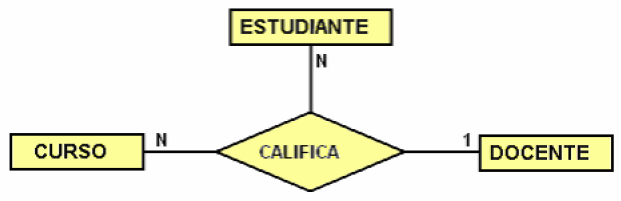 ESTUDIANTE
N
CURSO
N
CALIFICA
1
DOCENTE